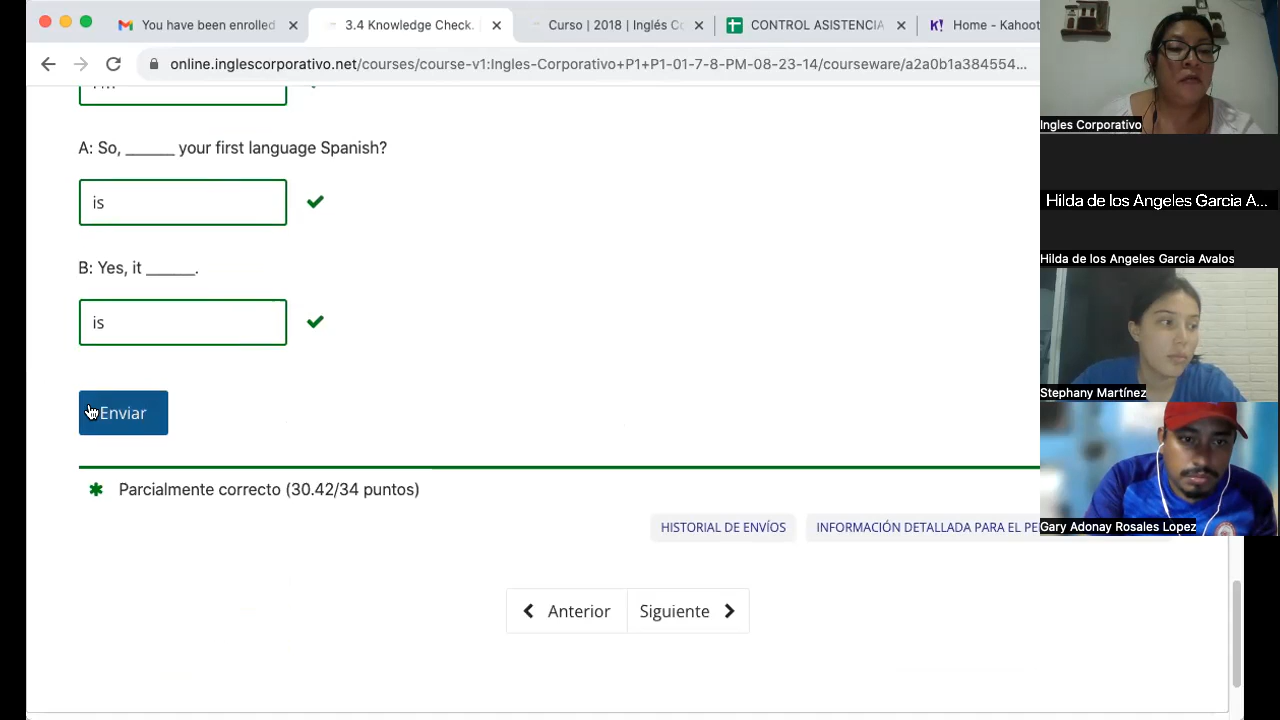 You have been enrolled
3.4 Knowledge Check.
Curso | 2018 | Inglés Co
CONTROL ASISTENCIA
K! Home - Kahoot
online.inglescorporativo.net/courses/course-v1:Ingles-Corporativo+P1+P1-01-7-8-PM-08-23-14/courseware/a2a0b1a384554...
Ingles Corporativo
A: So, ______ your first language Spanish?
is
Hilda de los Angeles Garcia A...
Hilda de los Angeles Garcia Avalos
B: Yes, it ______.
is
Stephany Martínez
Enviar
Parcialmente correcto (30.42/34 puntos)
HISTORIAL DE ENVÍOS
INFORMACIÓN DETALLADA PARA EL PE
Gary Adonay Rosales Lopez
Anterior
Siguiente